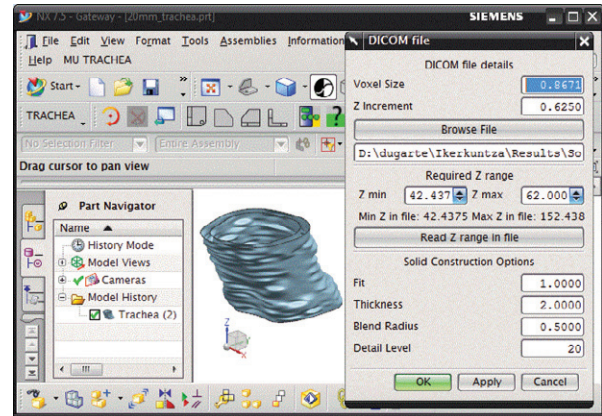 NX 7.5 - Gateway - [20mm_trachea.prt]
SIEMENS
File Edit View Format Tools Assemblies Information
Help MU TRACHEA
Start -
TRACHEA
No Selection Filter
Entire Assembly
Drag cursor to pan view
Part Navigator
Name
History Mode
Model Views
Cameras
Model History
Trachea (2)
Z
X
DICOM file
DICOM file details
Voxel Size 0.8671
Z Increment 0.6250
Browse File
D:\dugarte\Ikerkuntza\Results\So
Required Z range
Z min 42.437 Z max 62.000
Min Z in file: 42.4375 Max Z in file: 152.438
Read Z range in file
Solid Construction Options
Fit 1.0000
Thickness 2.0000
Blend Radius 0.5000
Detail Level 20
OK Apply Cancel